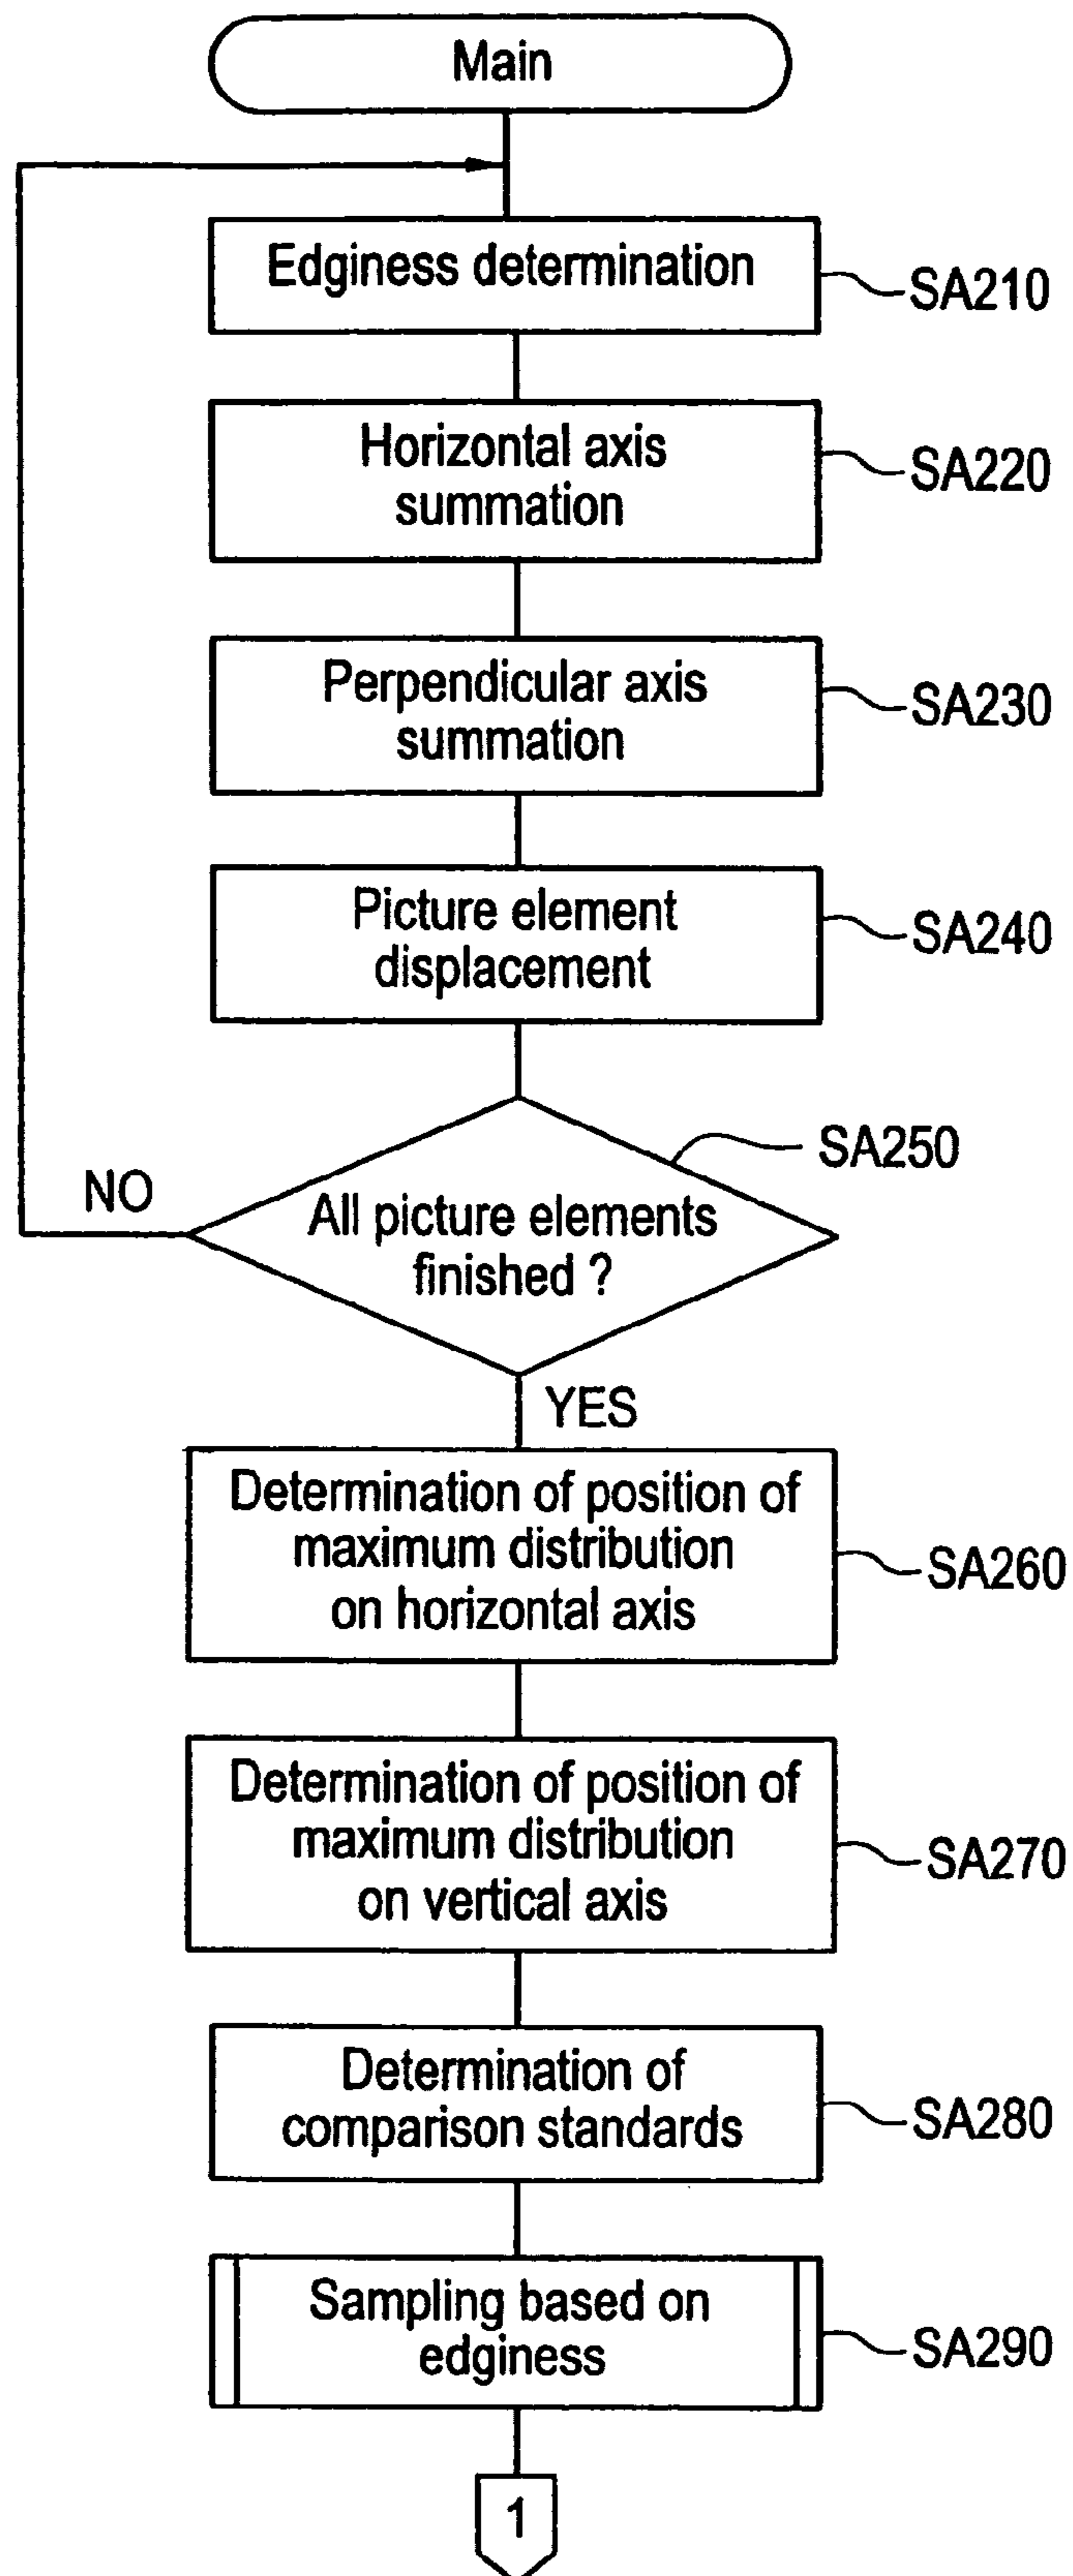 Main
Edginess determination
SA210
Horizontal axis
summation
SA220
Perpendicular axis
summation
SA230
Picture element
displacement
SA240
SA250
NO
All picture elements
finished ?
YES
Determination of position of
maximum distribution
on horizontal axis
SA260
Determination of position of
maximum distribution
on vertical axis
SA270
Determination of
comparison standards
SA280
Sampling based on
edginess
SA290
1